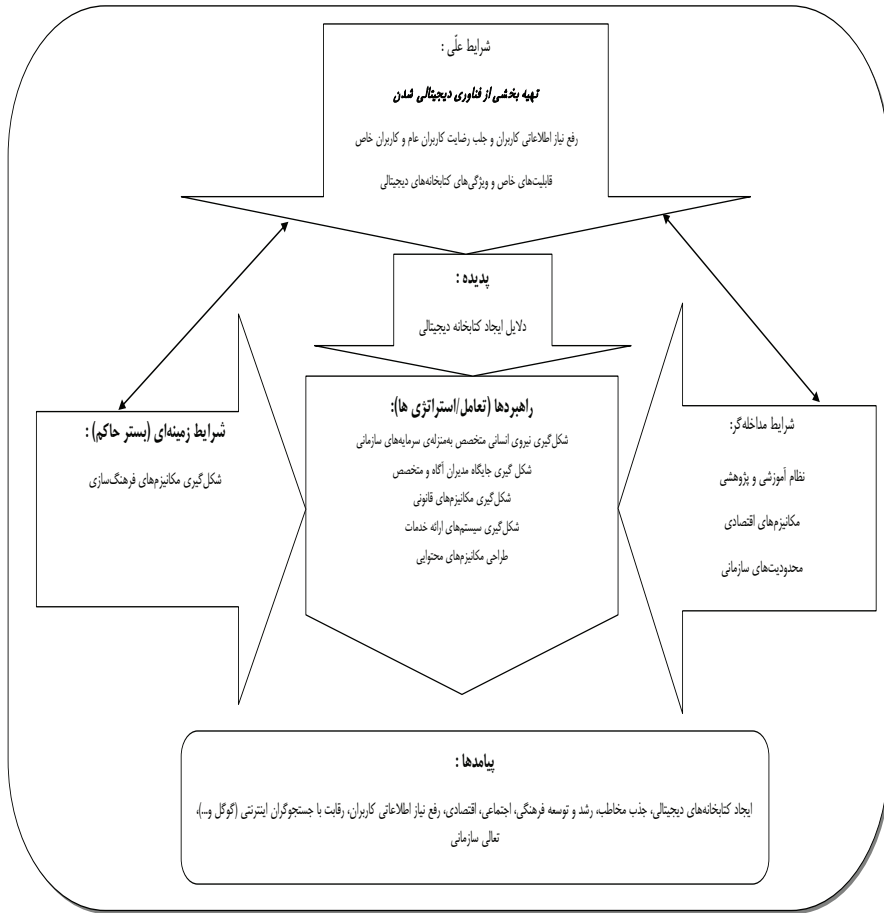 شرایط علّی :
تهیه بخشی از فناوری دیجیتالی شدن
رفع نیاز اطلاعاتی کاربران و جلب رضایت کاربران عام و کاربران خاص
قابلیت‌های خاص و ویژگی‌های کتابخانه‌های دیجیتالی
پدیده :
دلایل ایجاد کتابخانه دیجیتالی
شرایط مداخله‌گر:
نظام آموزشی و پژوهشی
مکانیزم‌های اقتصادی
محدودیت‌های سازمانی
راهبردها (تعامل/استراتژی ها):
شکل‌گیری نیروی انسانی متخصص به‌منزله‌ی سرمایه‌های سازمانی
شکل گیری جایگاه مدیران آگاه و متخصص
شکل‌گیری مکانیزم‌های قانونی
شکل‌گیری سیستم‌های ارائه خدمات
طراحی مکانیزم‌های محتوایی
شرایط زمینه‌ای (بستر حاکم) :
شکل‌گیری مکانیزم‌های فرهنگ‌سازی
پیامدها :
ایجاد کتابخانه‌های دیجیتالی، جذب مخاطب، رشد و توسعه فرهنگی، اجتماعی، اقتصادی، رفع نیاز اطلاعاتی کاربران، رقابت با جستجوگران اینترنتی (گوگل و...)،
تعالی سازمانی